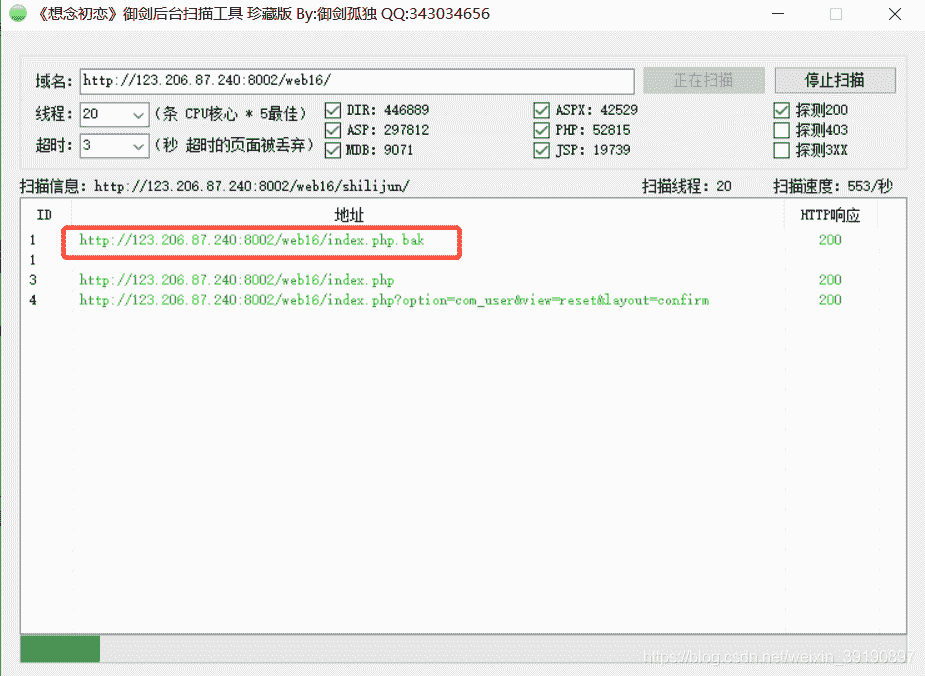 《想念初恋》御剑后台扫描工具 珍藏版 By:御剑孤独 QQ:343034656
域名: http://123.206.87.240:8002/web16/ 正在扫描 停止扫描
线程: 20 (条 CPU核心 * 5最佳) DIR: 446889 ASPX: 42529 探测200
ASP: 297812 PHP: 52815 探测403
超时: 3 (秒 超时的页面被丢弃) MDB: 9071 JSP: 19739 探测3XX
扫描信息: http://123.206.87.240:8002/web16/shilijun/ 扫描线程: 20 扫描速度: 553/秒
ID 地址 HTTP响应
1 http://123.206.87.240:8002/web16/index.php.bak 200
1
3 http://123.206.87.240:8002/web16/index.php 200
4 http://123.206.87.240:8002/web16/index.php?option=com_user&view=reset&layout=confirm 200
https://blog.csdn.net/weixin_39190897